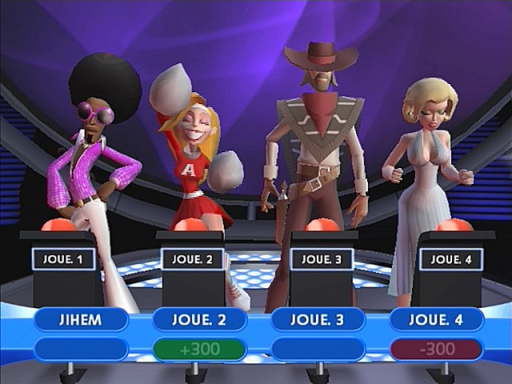 A
JOUE. 1
JOUE. 2
JOUE. 3
JOUE. 4
JIHEM
JOUE. 2
JOUE. 3
JOUE. 4
+300
-300